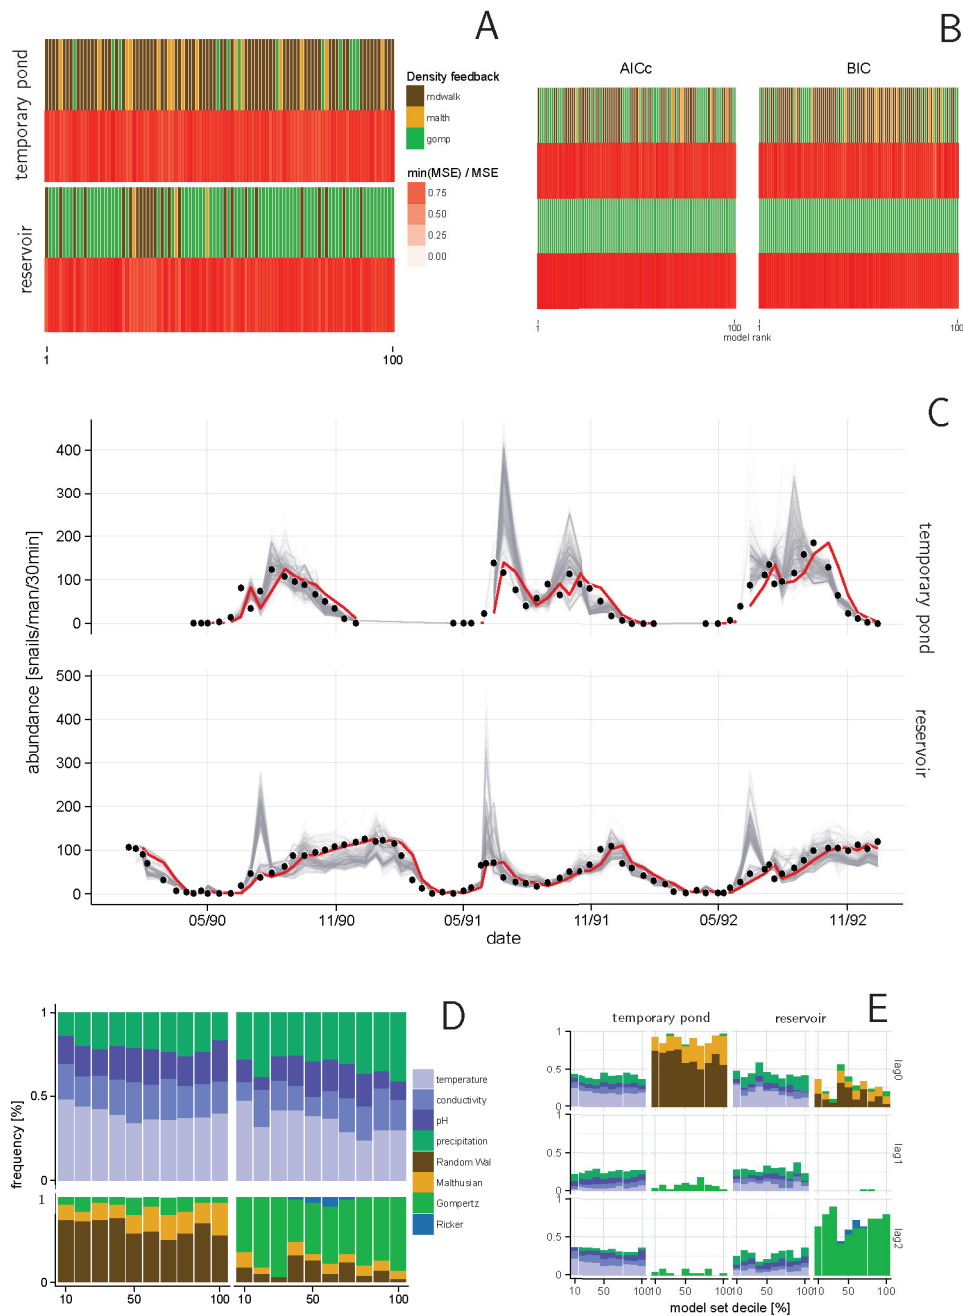 A
temporary pond
reservoir
Density feedback
rndwalk
malth
gomp
min(MSE) / MSE
0.75
0.50
0.25
0.00
1
100
B
AICc
BIC
1
100
1
100
model rank
C
abundance [snails/man/30min]
400
300
200
100
0
temporary pond
500
400
300
200
100
0
reservoir
05/90
11/90
05/91
11/91
05/92
11/92
date
D
frequency [%]
1
0.5
0
1
0
10
50
100
10
50
100
temperature
conductivity
pH
precipitation
Random Wal
Malthusian
Gompertz
Ricker
E
temporary pond
reservoir
1
0.5
0
lag0
0.5
0
lag1
1
0.5
0
lag2
10
50
100
10
50
100
10
50
100
10
50
100
model set decile [%]